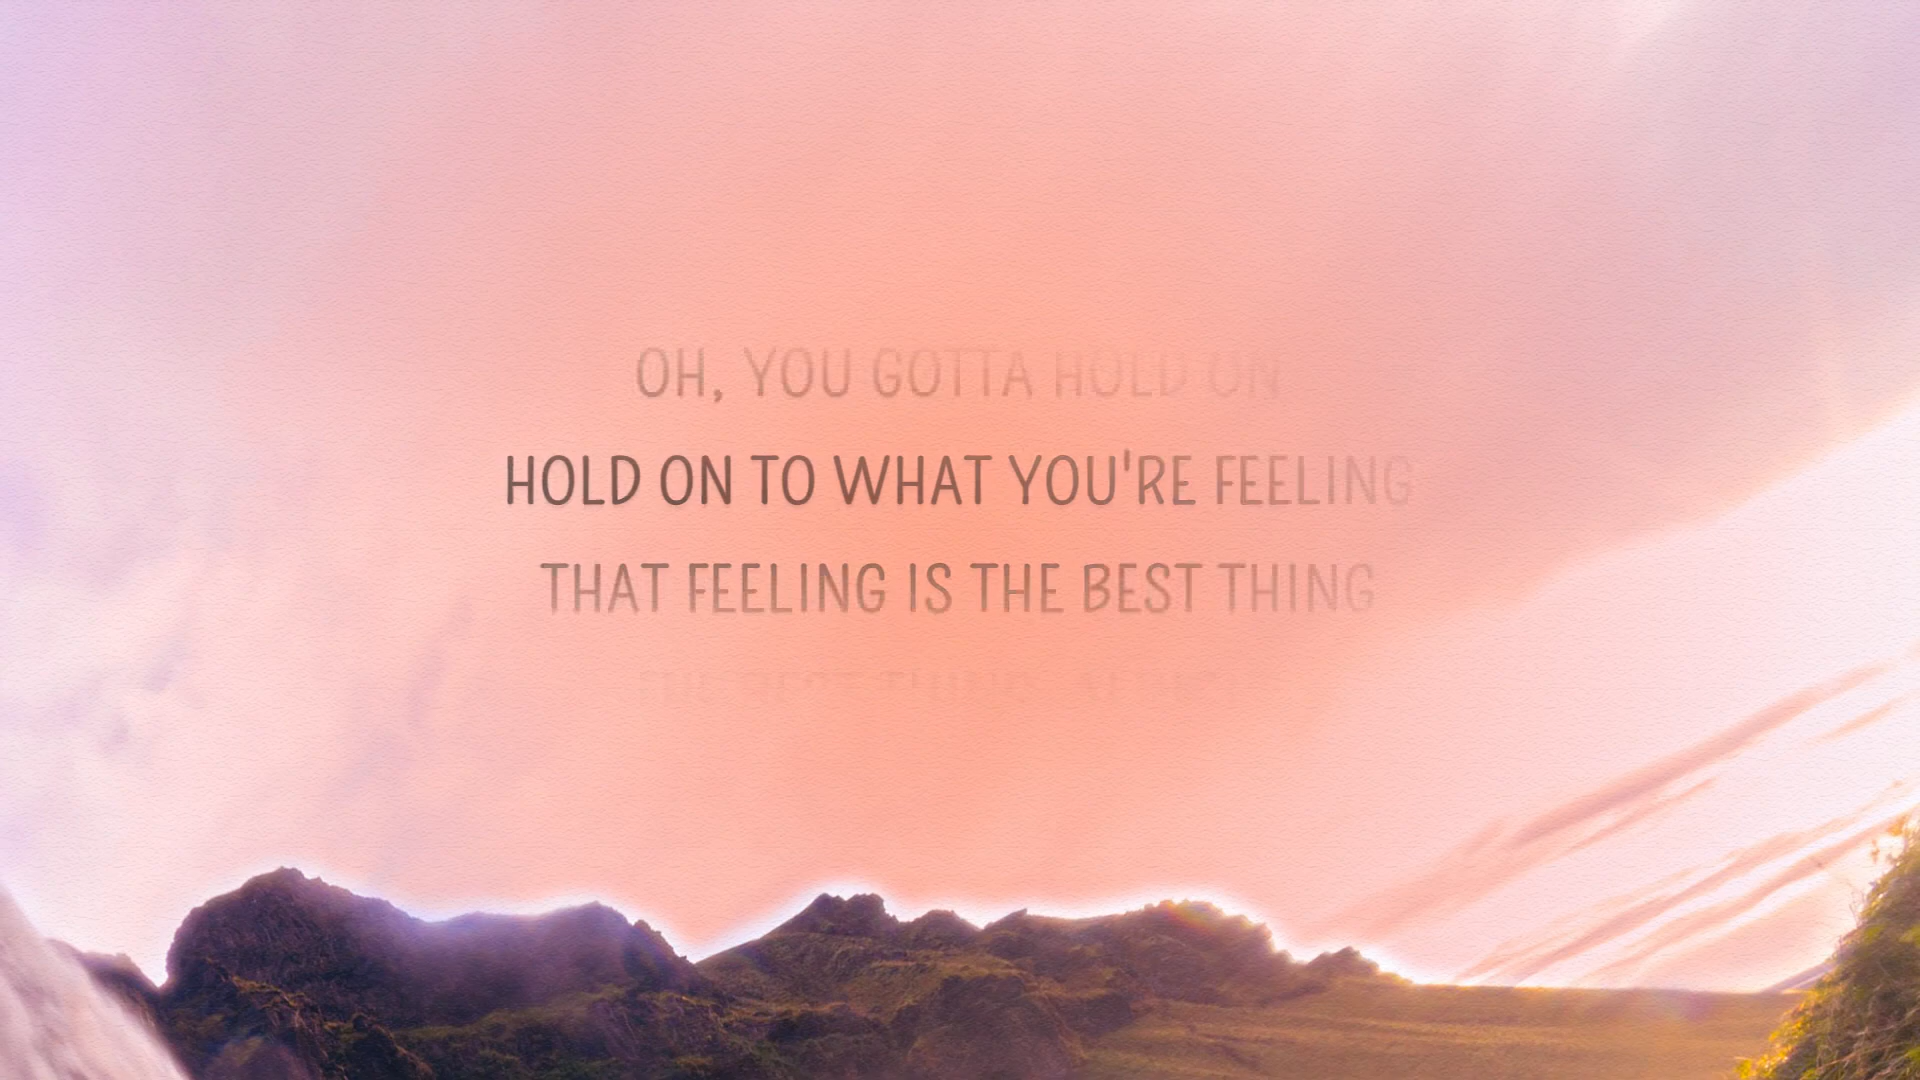 OH, YOU GOTTA HOLD ON
HOLD ON TO WHAT YOU'RE FEELING
THAT FEELING IS THE BEST THING